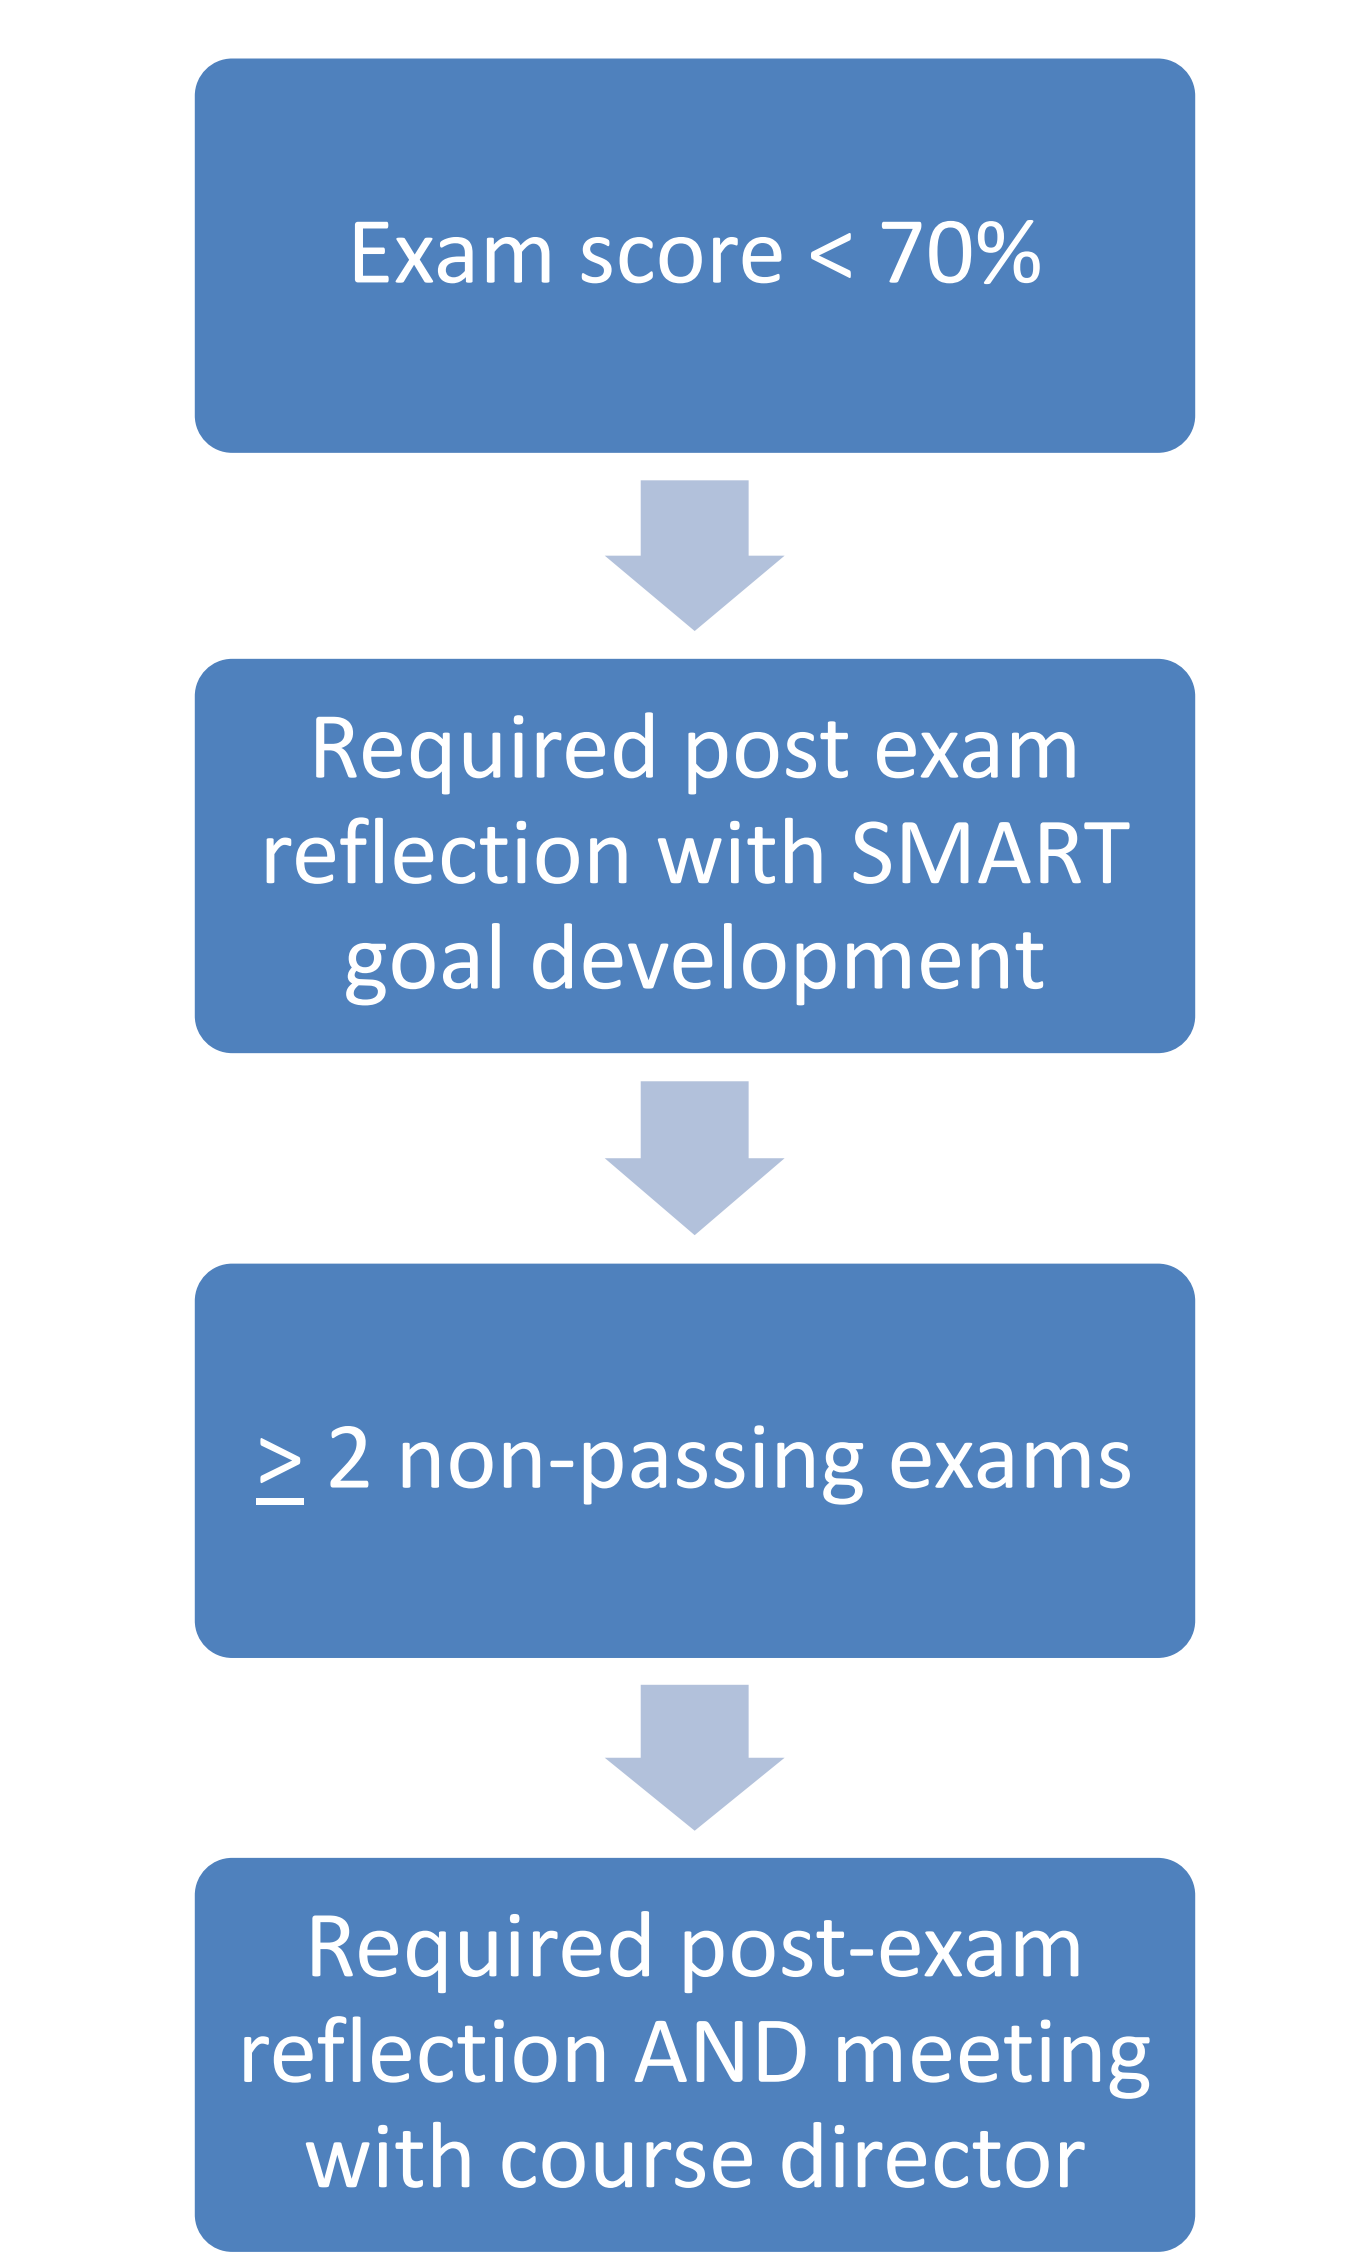 Exam score < 70%
Required post exam
reflection with SMART
goal development
≥ 2 non-passing exams
Required post-exam
reflection AND meeting
with course director